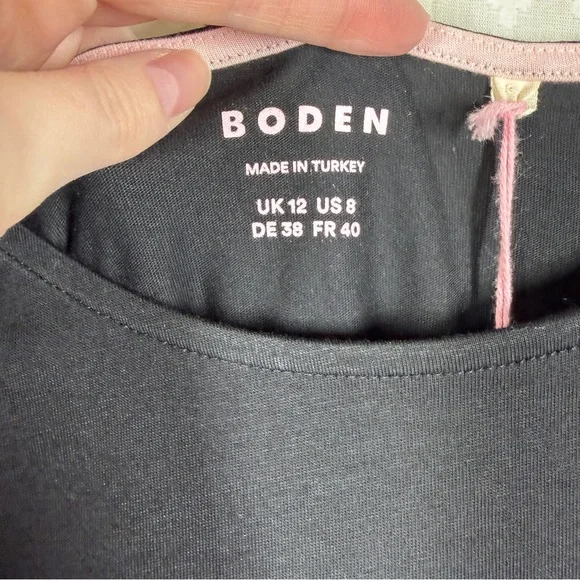 BODEN
MADE IN TURKEY
UK 12 US 8
DE 38 FR 40